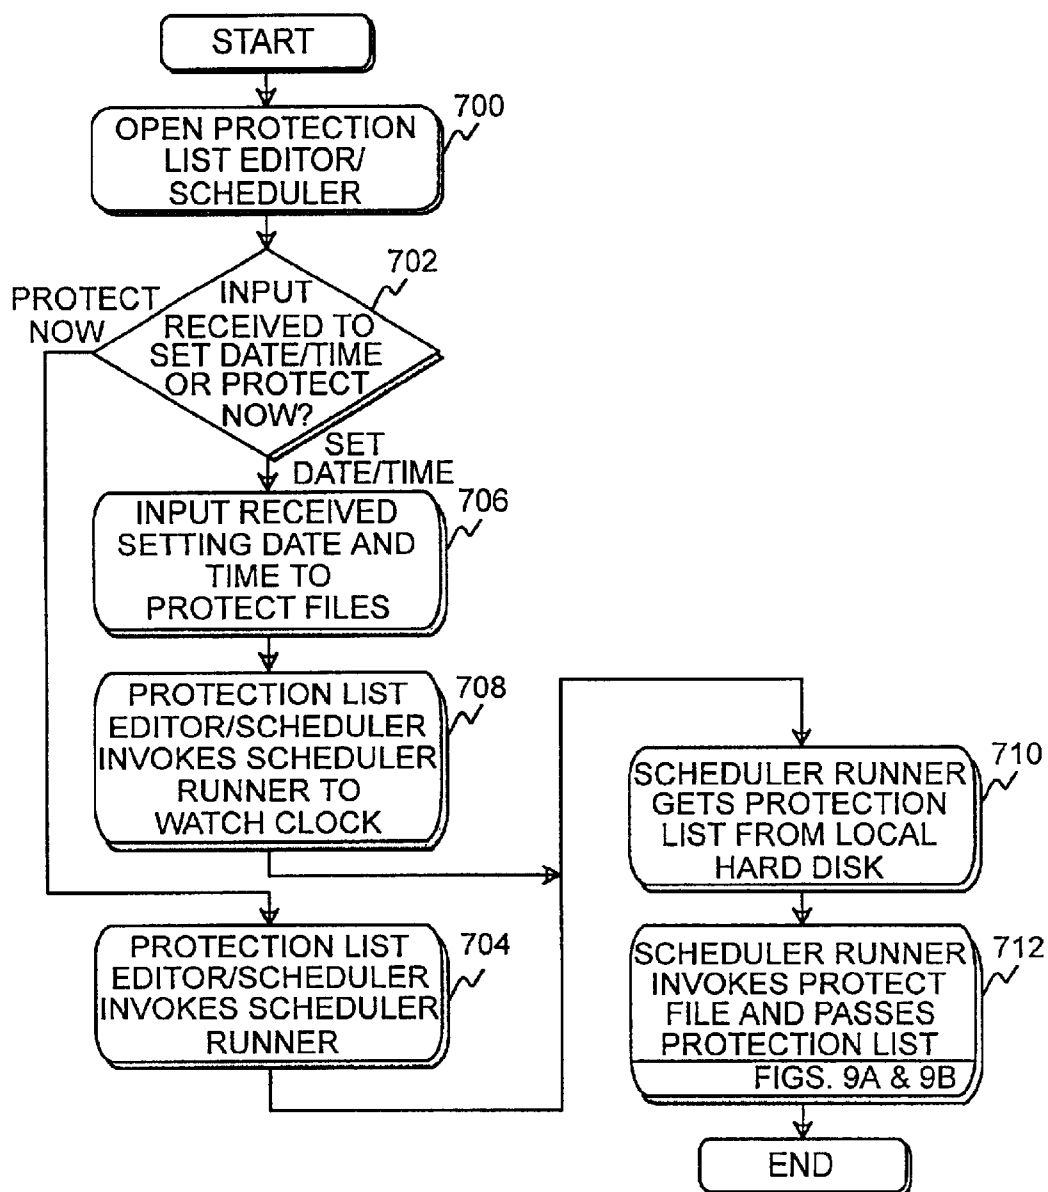 START
700
OPEN PROTECTION
LIST EDITOR/
SCHEDULER
702
INPUT
RECEIVED TO
SET DATE/TIME
OR PROTECT
NOW?
PROTECT
NOW
SET
DATE/TIME
706
INPUT RECEIVED
SETTING DATE AND
TIME TO
PROTECT FILES
708
PROTECTION LIST
EDITOR/SCHEDULER
INVOKES SCHEDULER
RUNNER TO
WATCH CLOCK
704
PROTECTION LIST
EDITOR/SCHEDULER
INVOKES SCHEDULER
RUNNER
710
SCHEDULER RUNNER
GETS PROTECTION
LIST FROM LOCAL
HARD DISK
712
SCHEDULER RUNNER
INVOKES PROTECT
FILE AND PASSES
PROTECTION LIST
FIGS. 9A & 9B
END